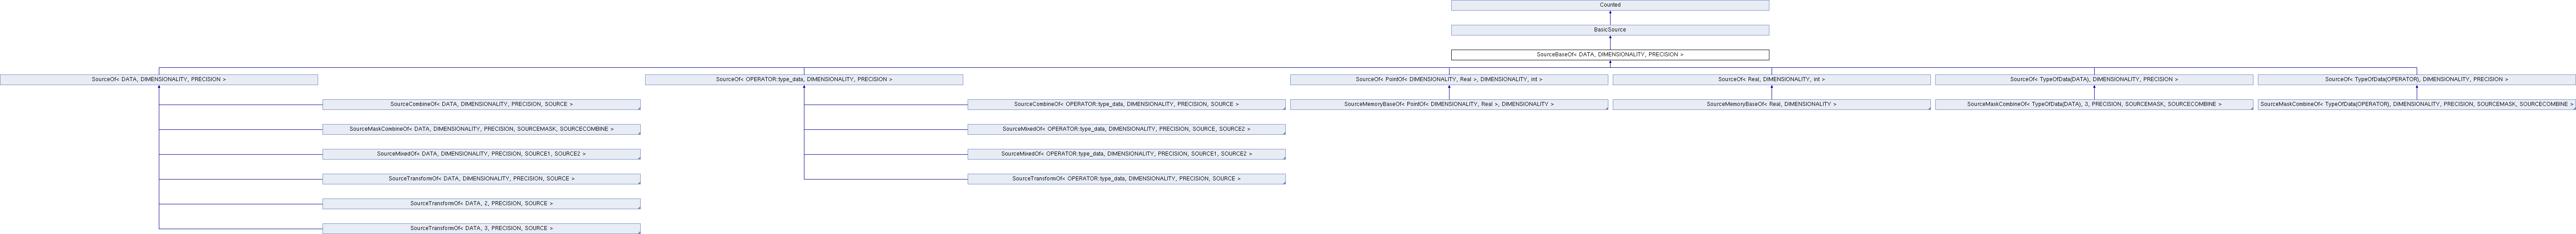 Counted
BasicSource
SourceBaseOf< DATA, DIMENSIONALITY, PRECISION >
SourceOf< DATA, DIMENSIONALITY, PRECISION >
SourceOf< OPERATOR::type_data, DIMENSIONALITY, PRECISION >
SourceOf< PointOf< DIMENSIONALITY, Real >, DIMENSIONALITY, int >
SourceOf< Real, DIMENSIONALITY, int >
SourceOf< TypeOfData(DATA), DIMENSIONALITY, PRECISION >
SourceOf< TypeOfData(OPERATOR), DIMENSIONALITY, PRECISION >
SourceCombineOf< DATA, DIMENSIONALITY, PRECISION, SOURCE >
SourceCombineOf< OPERATOR::type_data, DIMENSIONALITY, PRECISION, SOURCE >
SourceMemoryBaseOf< PointOf< DIMENSIONALITY, Real >, DIMENSIONALITY >
SourceMemoryBaseOf< Real, DIMENSIONALITY >
SourceMaskCombineOf< TypeOfData(DATA), 3, PRECISION, SOURCEMASK, SOURCECOMBINE >
SourceMaskCombineOf< TypeOfData(OPERATOR), DIMENSIONALITY, PRECISION, SOURCEMASK, SOURCECOMBINE >
SourceMaskCombineOf< DATA, DIMENSIONALITY, PRECISION, SOURCEMASK, SOURCECOMBINE >
SourceMixedOf< OPERATOR::type_data, DIMENSIONALITY, PRECISION, SOURCE, SOURCE2 >
SourceMixedOf< DATA, DIMENSIONALITY, PRECISION, SOURCE1, SOURCE2 >
SourceMixedOf< OPERATOR::type_data, DIMENSIONALITY, PRECISION, SOURCE1, SOURCE2 >
SourceTransformOf< DATA, DIMENSIONALITY, PRECISION, SOURCE >
SourceTransformOf< OPERATOR::type_data, DIMENSIONALITY, PRECISION, SOURCE >
SourceTransformOf< DATA, 2, PRECISION, SOURCE >
SourceTransformOf< DATA, 3, PRECISION, SOURCE >